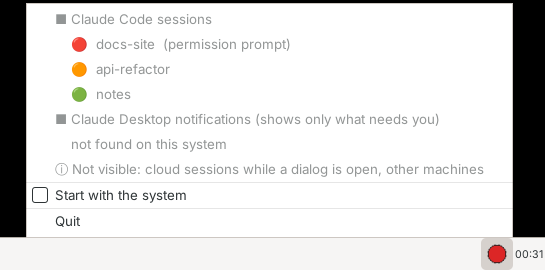 Claude Code sessions
docs-site (permission prompt)
api-refactor
notes
Claude Desktop notifications (shows only what needs you)
not found on this system
ⓘ Not visible: cloud sessions while a dialog is open, other machines
Start with the system
Quit
00:31